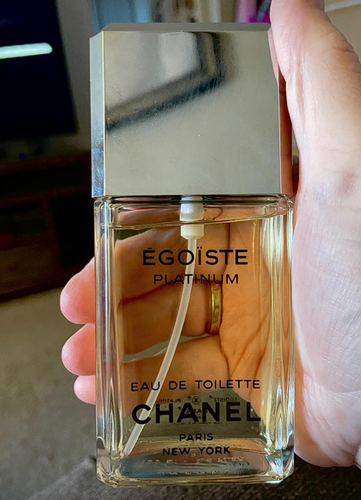 ÉGOÏSTE
PLATINUM
EAU DE TOILETTE
CHANEL
PARIS
NEW YORK